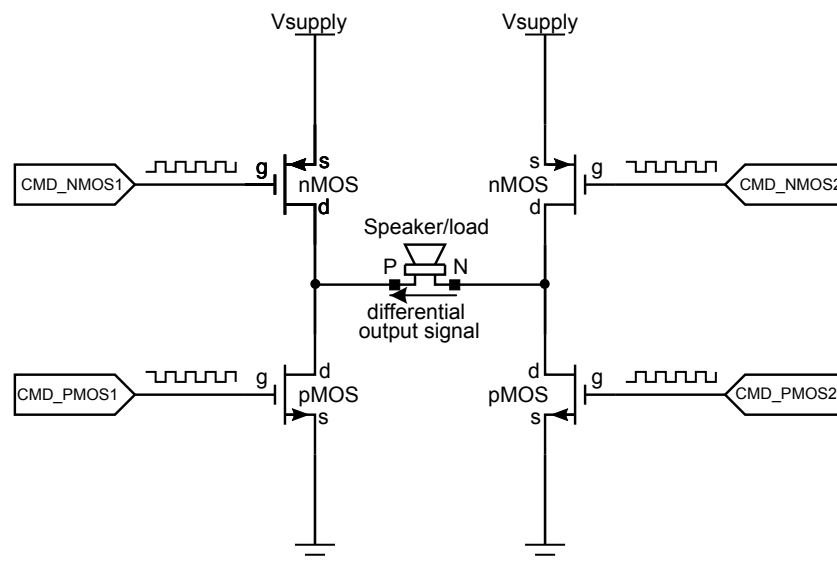 Vsupply
Vsupply
CMD_NMOS1
g
s
nMOS
d
s
nMOS
d
g
CMD_NMOS2
Speaker/load
P
N
differential
output signal
CMD_PMOS1
g
d
pMOS
s
d
pMOS
s
g
CMD_PMOS2